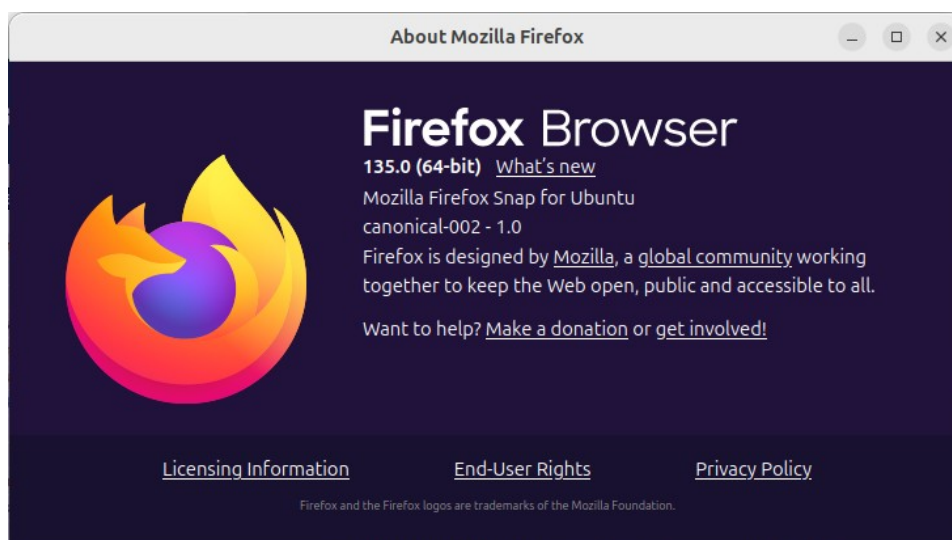 About Mozilla Firefox
Firefox Browser
135.0 (64-bit) What's new
Mozilla Firefox Snap for Ubuntu
canonical-002 - 1.0
Firefox is designed by Mozilla, a global community working
together to keep the Web open, public and accessible to all.
Want to help? Make a donation or get involved!
Licensing Information End-User Rights Privacy Policy
Firefox and the Firefox logos are trademarks of the Mozilla Foundation.